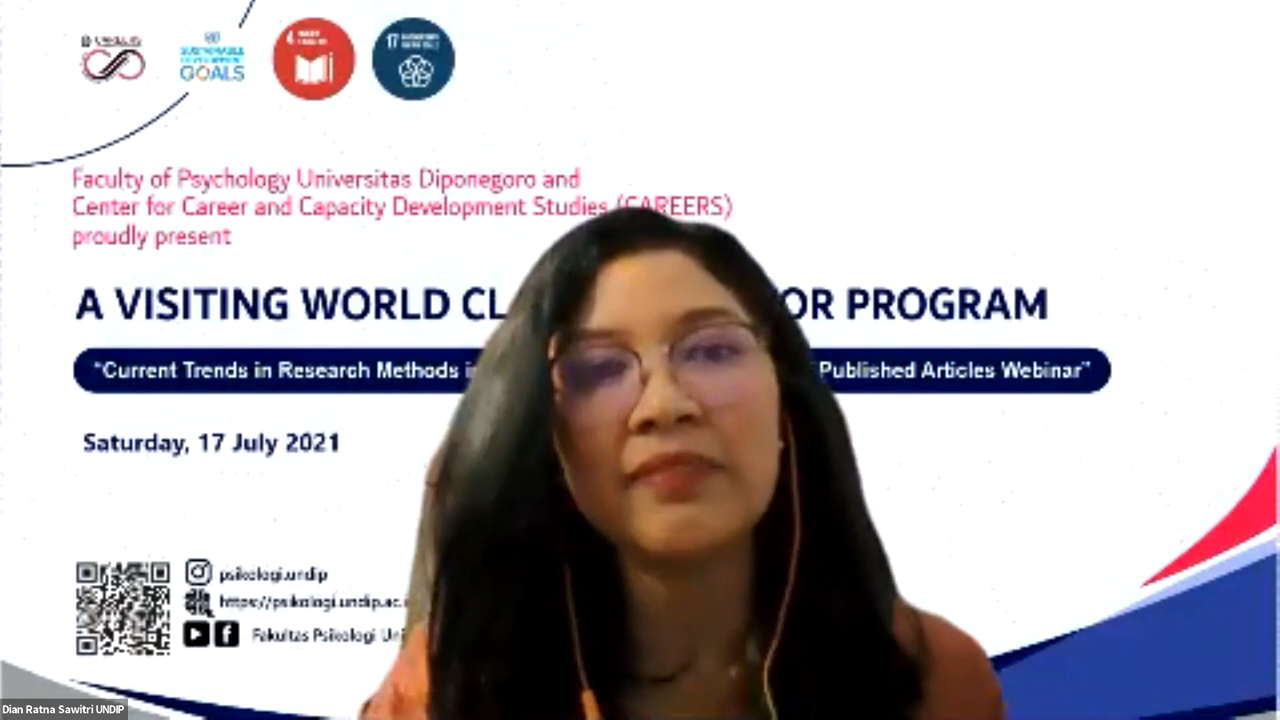 SUSTAINABLE
DEVELOPMENT
GOALS
4
17
Faculty of Psychology Universitas Diponegoro and
Center for Career and Capacity Development Studies (CAREERS)
proudly present
A VISITING WORLD CL OR PROGRAM
"Current Trends in Research Methods i Published Articles Webinar"
Saturday, 17 July 2021
psikologi.undip
https://psikologi.undip.ac.i
Fakultas Psikologi Uni
Dian Ratna Sawitri UNDIP